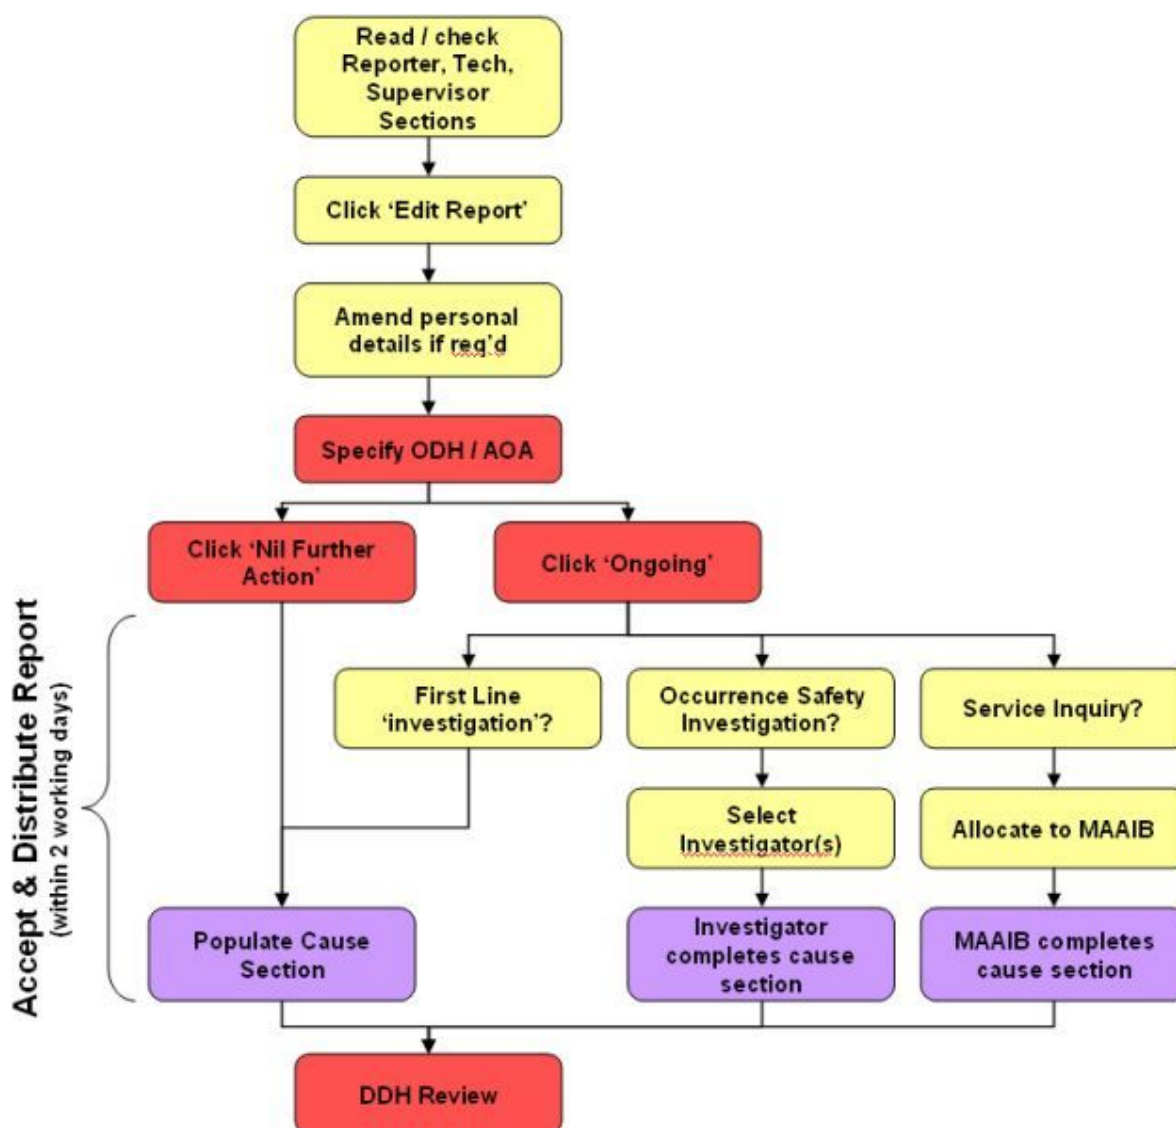 Read / check
Reporter, Tech,
Supervisor
Sections
Click ‘Edit Report’
Amend personal
details if req’d
Specify ODH / AOA
Click ‘Nil Further
Action’
Click ‘Ongoing’
Accept & Distribute Report
(within 2 working days)
First Line
‘investigation’?
Occurrence Safety
Investigation?
Service Inquiry?
Select
Investigator(s)
Allocate to MAAIB
Populate Cause
Section
Investigator
completes cause
section
MAAIB completes
cause section
DDH Review